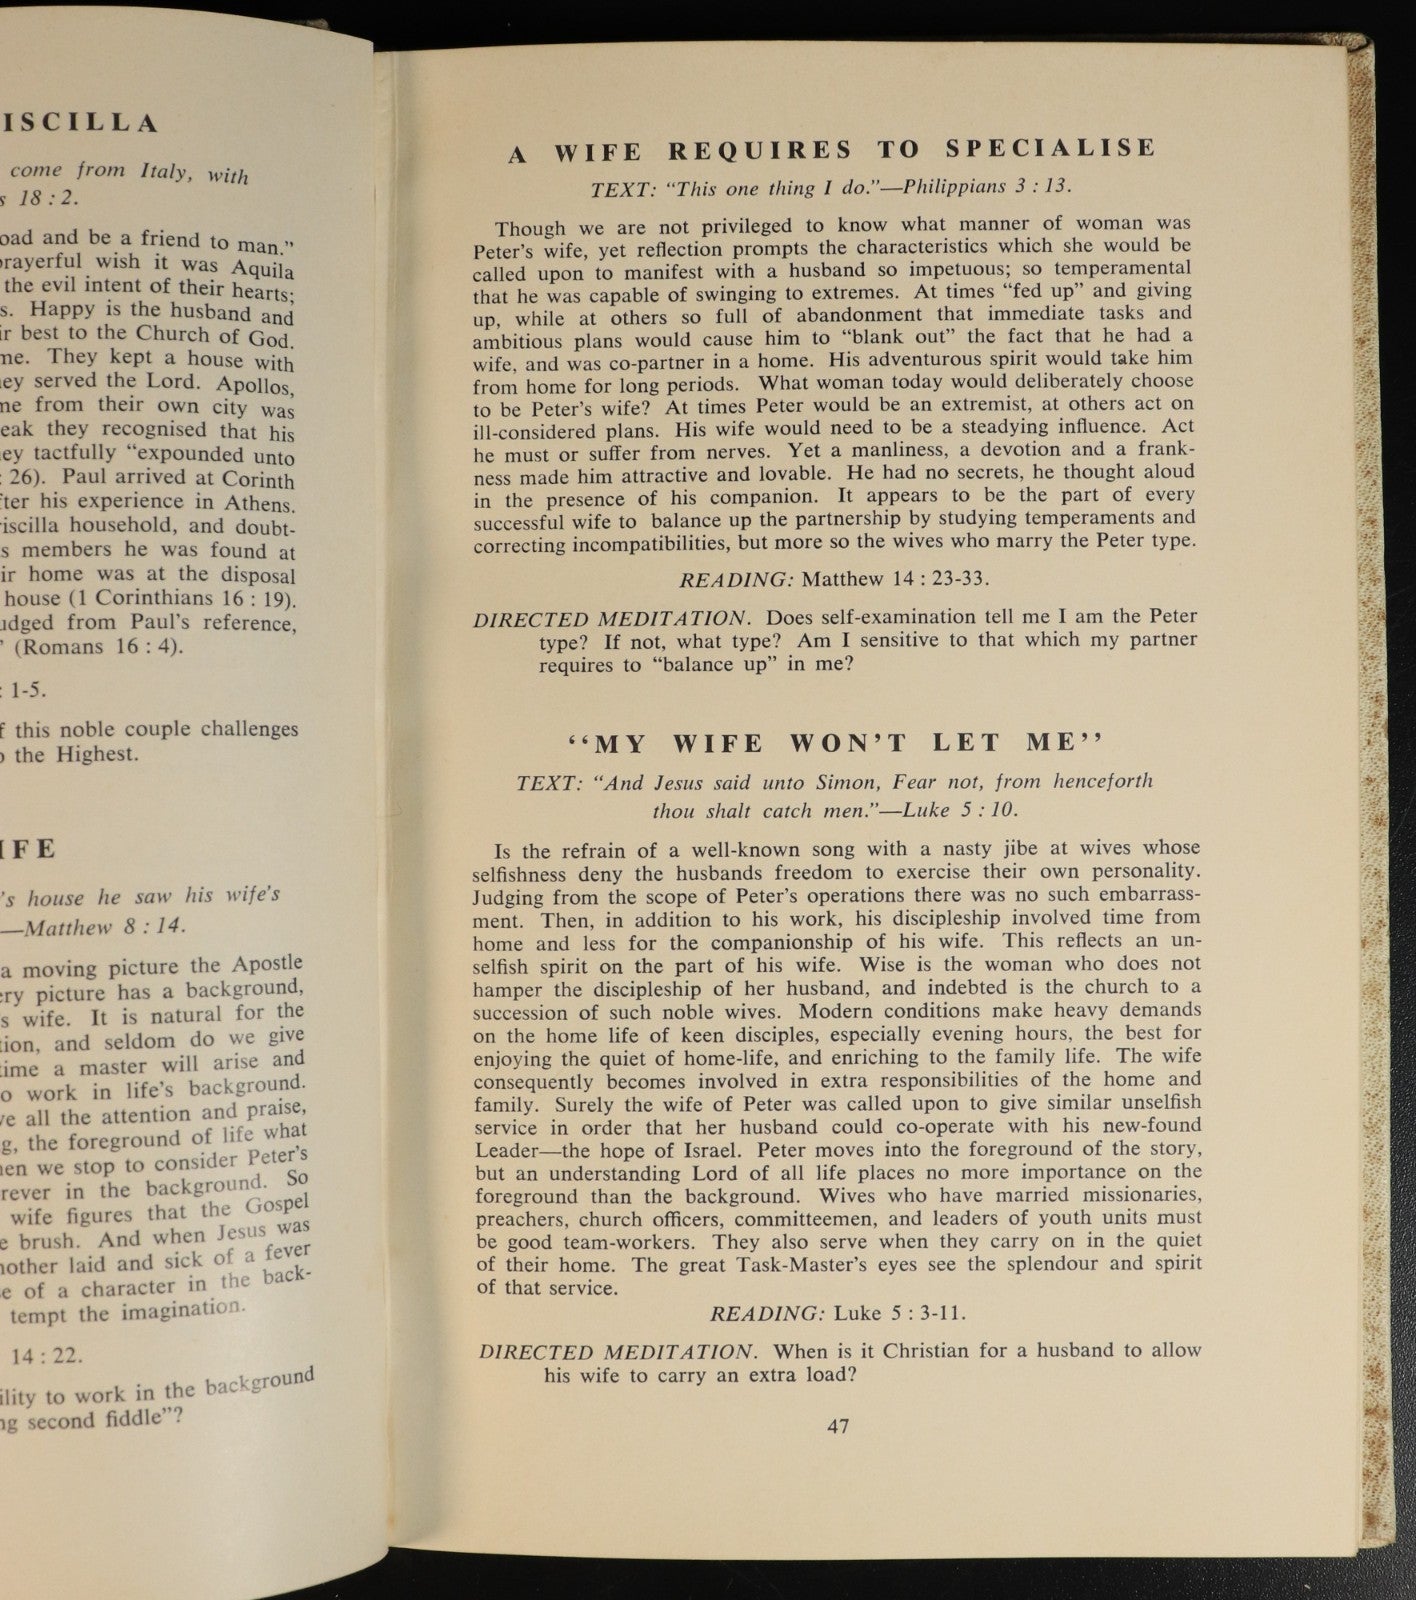 ISCILLA
come from Italy, with
s 18 : 2.
oad and be a friend to man.”
prayerful wish it was Aquila
the evil intent of their hearts;
s. Happy is the husband and
ir best to the Church of God.
me. They kept a house with
ey served the Lord. Apollos,
me from their own city was
eak they recognised that his
ey tactfully “expounded unto
: 26). Paul arrived at Corinth
fter his experience in Athens.
riscilla household, and doubt-
s members he was found at
ir home was at the disposal
house (1 Corinthians 16 : 19).
udged from Paul's reference,
” (Romans 16 : 4).
: 1-5.
f this noble couple challenges
o the Highest.
IFE
's house he saw his wife's
—Matthew 8 : 14.
a moving picture the Apostle
ery picture has a background,
s wife. It is natural for the
tion, and seldom do we give
time a master will arise and
o work in life's background.
ve all the attention and praise,
g, the foreground of life what
hen we stop to consider Peter's
rever in the background. So
wife figures that the Gospel
e brush. And when Jesus was
nother laid and sick of a fever
e of a character in the back-
tempt the imagination.
14 : 22.
ility to work in the background
ng second fiddle”?
A WIFE REQUIRES TO SPECIALISE
TEXT: “This one thing I do.”—Philippians 3 : 13.
Though we are not privileged to know what manner of woman was
Peter's wife, yet reflection prompts the characteristics which she would be
called upon to manifest with a husband so impetuous; so temperamental
that he was capable of swinging to extremes. At times “fed up” and giving
up, while at others so full of abandonment that immediate tasks and
ambitious plans would cause him to “blank out” the fact that he had a
wife, and was co-partner in a home. His adventurous spirit would take him
from home for long periods. What woman today would deliberately choose
to be Peter's wife? At times Peter would be an extremist, at others act on
ill-considered plans. His wife would need to be a steadying influence. Act
he must or suffer from nerves. Yet a manliness, a devotion and a frank-
ness made him attractive and lovable. He had no secrets, he thought aloud
in the presence of his companion. It appears to be the part of every
successful wife to balance up the partnership by studying temperaments and
correcting incompatibilities, but more so the wives who marry the Peter type.
READING: Matthew 14 : 23-33.
DIRECTED MEDITATION. Does self-examination tell me I am the Peter
type? If not, what type? Am I sensitive to that which my partner
requires to “balance up” in me?
“MY WIFE WON'T LET ME”
TEXT: “And Jesus said unto Simon, Fear not, from henceforth
thou shalt catch men.”—Luke 5 : 10.
Is the refrain of a well-known song with a nasty jibe at wives whose
selfishness deny the husbands freedom to exercise their own personality.
Judging from the scope of Peter's operations there was no such embarrass-
ment. Then, in addition to his work, his discipleship involved time from
home and less for the companionship of his wife. This reflects an un-
selfish spirit on the part of his wife. Wise is the woman who does not
hamper the discipleship of her husband, and indebted is the church to a
succession of such noble wives. Modern conditions make heavy demands
on the home life of keen disciples, especially evening hours, the best for
enjoying the quiet of home-life, and enriching to the family life. The wife
consequently becomes involved in extra responsibilities of the home and
family. Surely the wife of Peter was called upon to give similar unselfish
service in order that her husband could co-operate with his new-found
Leader—the hope of Israel. Peter moves into the foreground of the story,
but an understanding Lord of all life places no more importance on the
foreground than the background. Wives who have married missionaries,
preachers, church officers, committeemen, and leaders of youth units must
be good team-workers. They also serve when they carry on in the quiet
of their home. The great Task-Master's eyes see the splendour and spirit
of that service.
READING: Luke 5 : 3-11.
DIRECTED MEDITATION. When is it Christian for a husband to allow
his wife to carry an extra load?
47